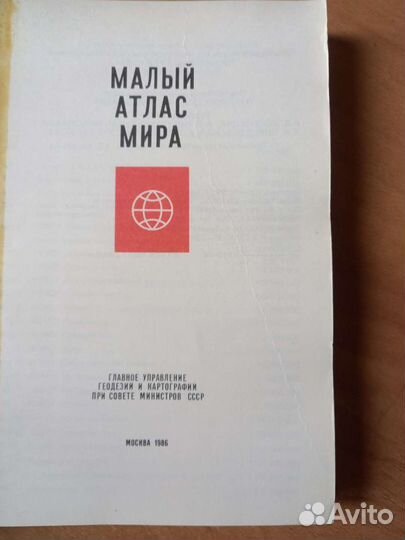 МАЛЫЙ
АТЛАС
МИРА
ГЛАВНОЕ УПРАВЛЕНИЕ
ГЕОДЕЗИИ И КАРТОГРАФИИ
ПРИ СОВЕТЕ МИНИСТРОВ СССР
МОСКВА 1986
Avito